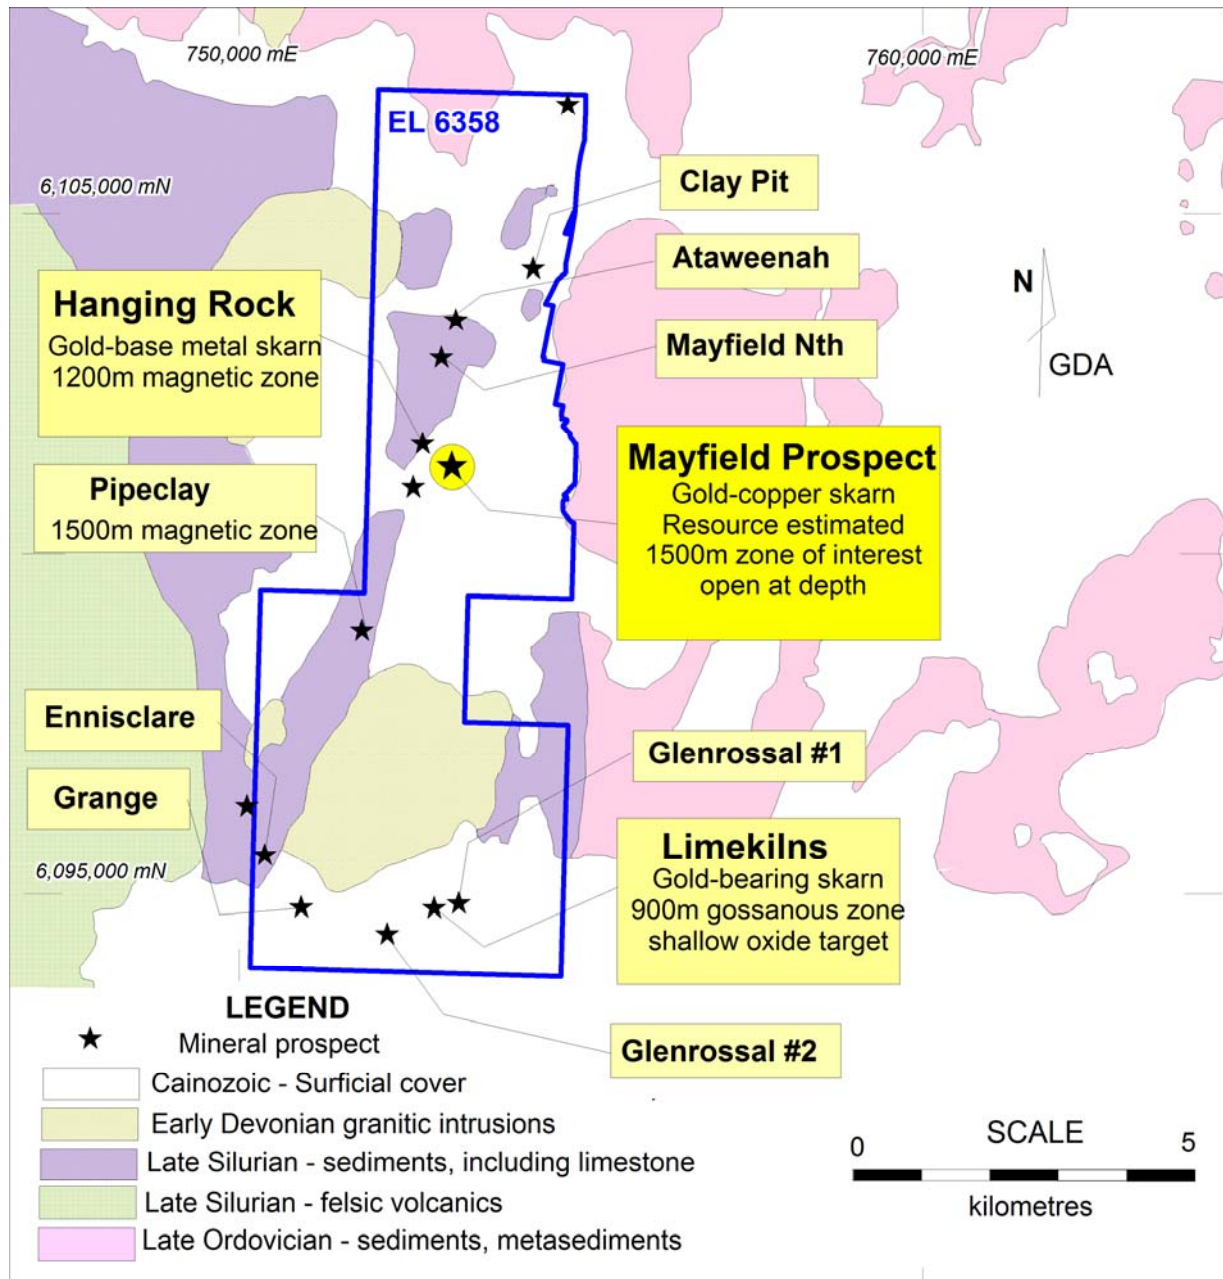 750,000 mE
760,000 mE
EL 6358
6,105,000 mN
Clay Pit
Ataweenah
Mayfield Nth
N
GDA
Hanging Rock
Gold-base metal skarn
1200m magnetic zone
Mayfield Prospect
Gold-copper skarn
Resource estimated
1500m zone of interest
open at depth
Pipeclay
1500m magnetic zone
Ennisclare
Grange
Glenrossal #1
Limekilns
Gold-bearing skarn
900m gossanous zone
shallow oxide target
6,095,000 mN
Glenrossal #2
LEGEND
Mineral prospect
Cainozoic - Surficial cover
Early Devonian granitic intrusions
Late Silurian - sediments, including limestone
Late Silurian - felsic volcanics
Late Ordovician - sediments, metasediments
0 SCALE 5
kilometres